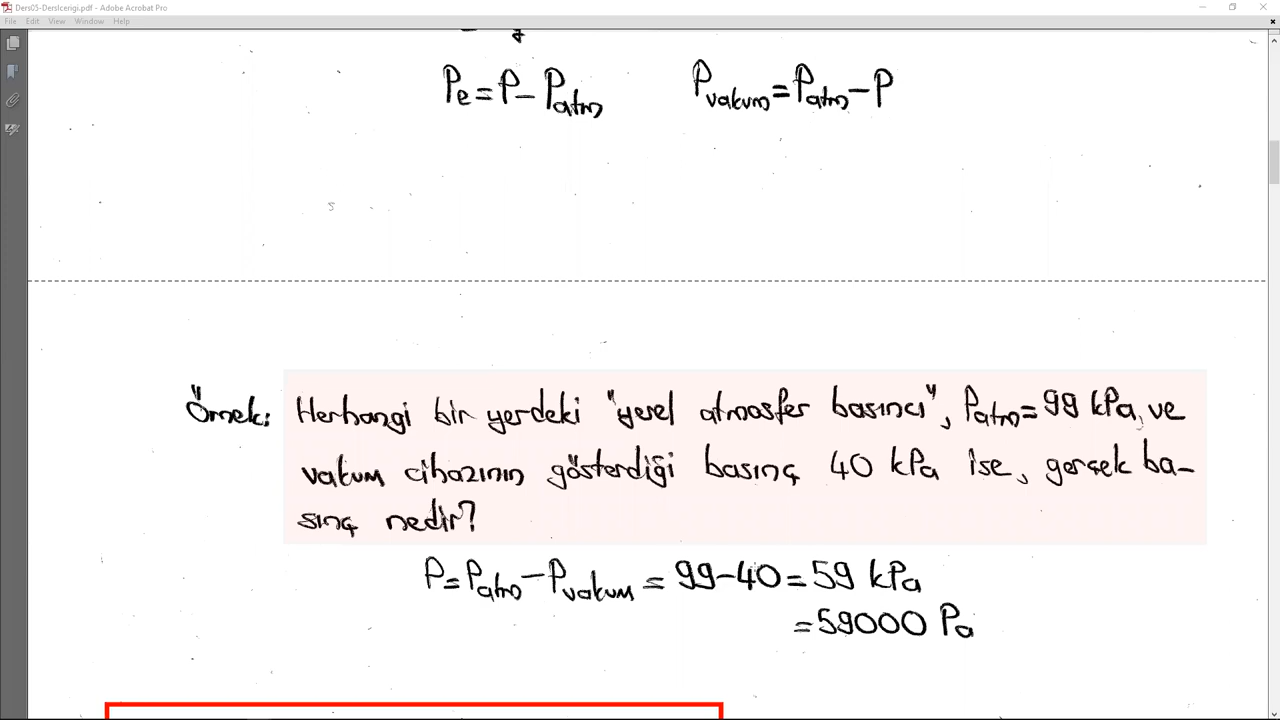 Ders05-DersIcerigi.pdf - Adobe Acrobat Pro
File Edit View Window Help
Pe = P - Patm
Pvakum = Patm - P
Örnek: Herhangi bir yerdeki "yerel atmosfer basıncı", Patm = 99 kPa, ve
vakum cihazının gösterdiği basınç 40 kPa ise, gerçek ba-
sınç nedir?
P = Patm - Pvakum = 99 - 40 = 59 kPa
= 59000 Pa